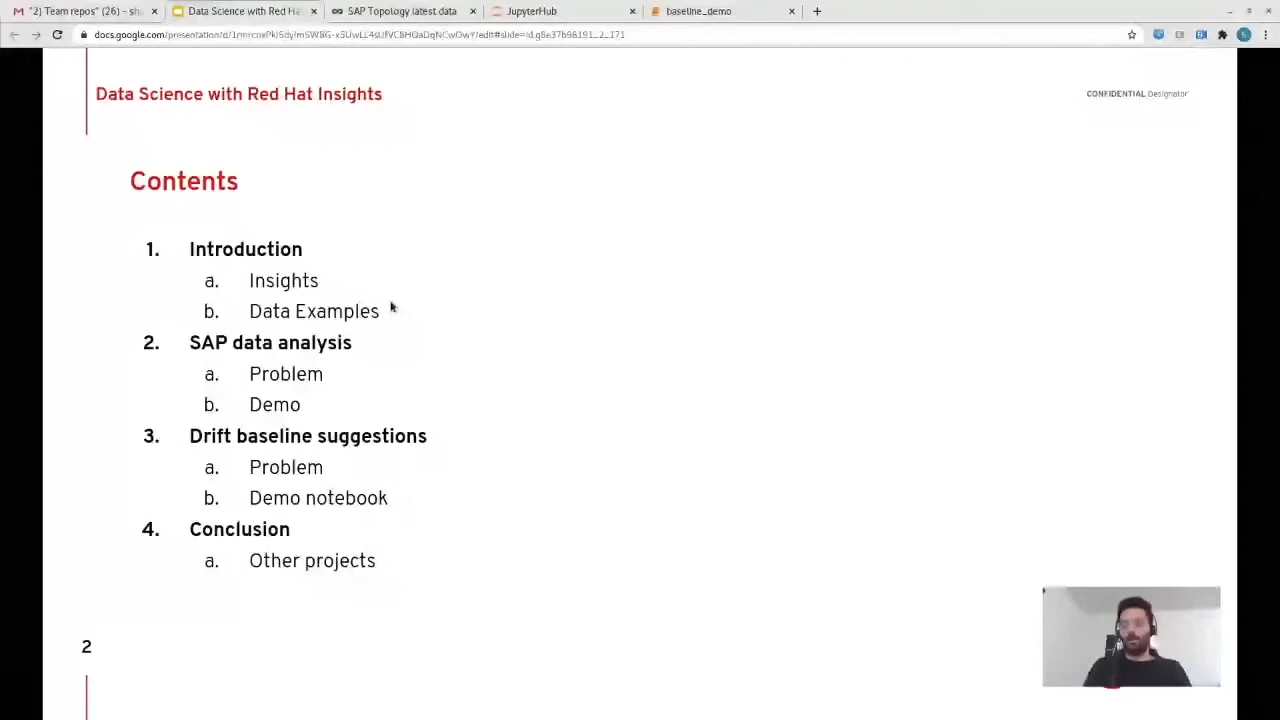 "2) Team repos" (26) - sh
Data Science with Red Ha
SAP Topology latest data
JupyterHub
baseline_demo
Data Science with Red Hat Insights
CONFIDENTIAL Designator
Contents
1. Introduction
a. Insights
b. Data Examples
2. SAP data analysis
a. Problem
b. Demo
3. Drift baseline suggestions
a. Problem
b. Demo notebook
4. Conclusion
a. Other projects
2